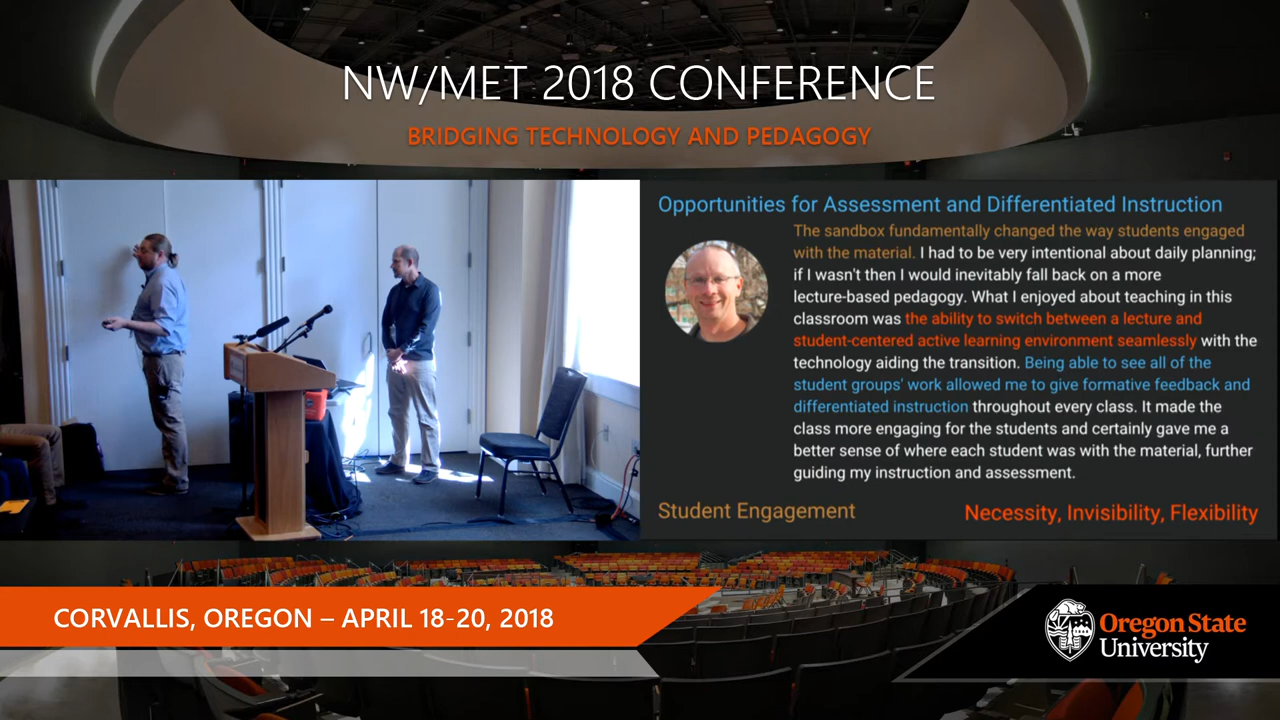 NW/MET 2018 CONFERENCE
BRIDGING TECHNOLOGY AND PEDAGOGY
Opportunities for Assessment and Differentiated Instruction
The sandbox fundamentally changed the way students engaged
with the material. I had to be very intentional about daily planning;
if I wasn't then I would inevitably fall back on a more
lecture-based pedagogy. What I enjoyed about teaching in this
classroom was the ability to switch between a lecture and
student-centered active learning environment seamlessly with the
technology aiding the transition. Being able to see all of the
student groups' work allowed me to give formative feedback and
differentiated instruction throughout every class. It made the
class more engaging for the students and certainly gave me a
better sense of where each student was with the material, further
guiding my instruction and assessment.
Student Engagement
Necessity, Invisibility, Flexibility
CORVALLIS, OREGON – APRIL 18-20, 2018
Oregon State
University